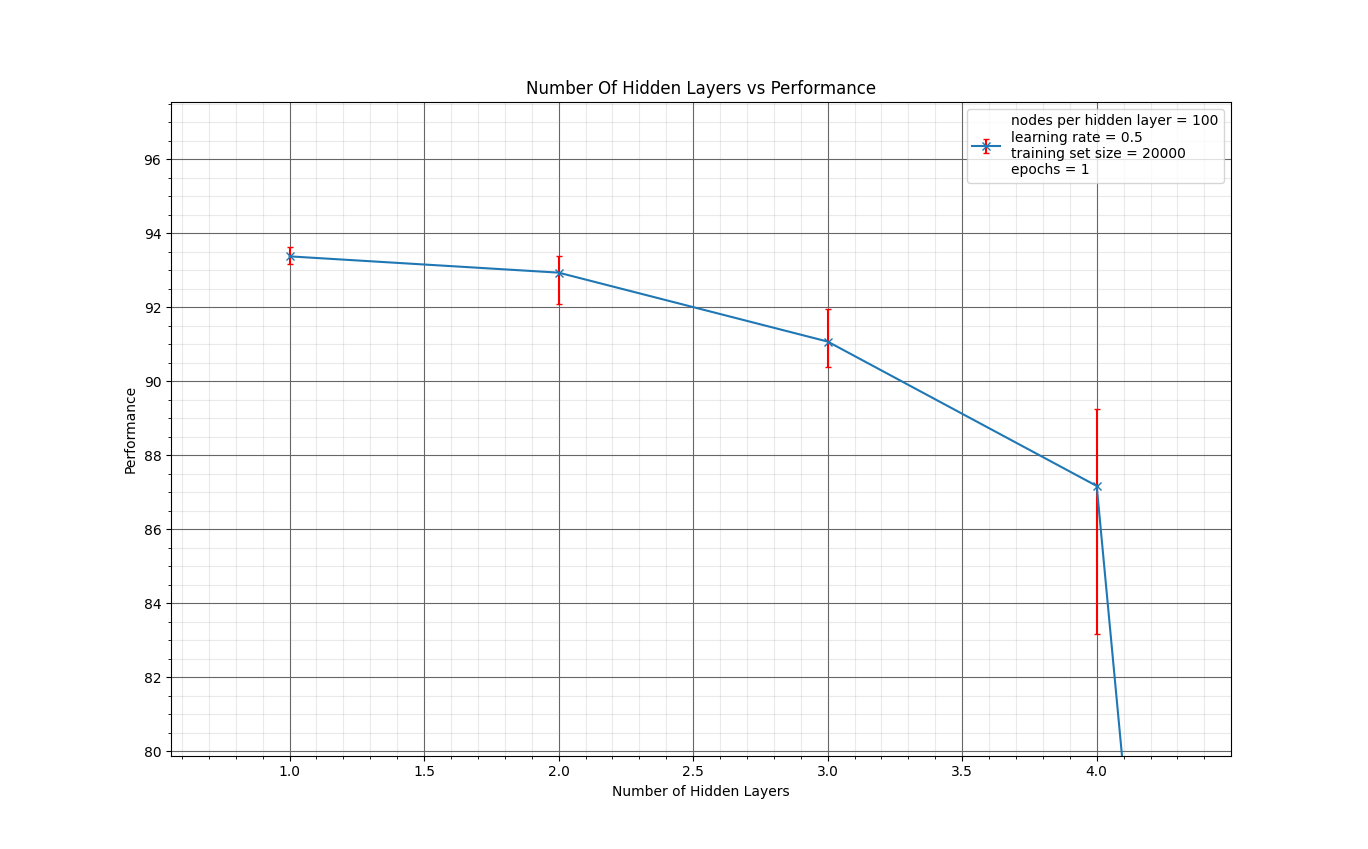 Number Of Hidden Layers vs Performance
nodes per hidden layer = 100
learning rate = 0.5
training set size = 20000
epochs = 1
96
94
92
90
88
86
84
82
80
Performance
1.0 1.5 2.0 2.5 3.0 3.5 4.0
Number of Hidden Layers